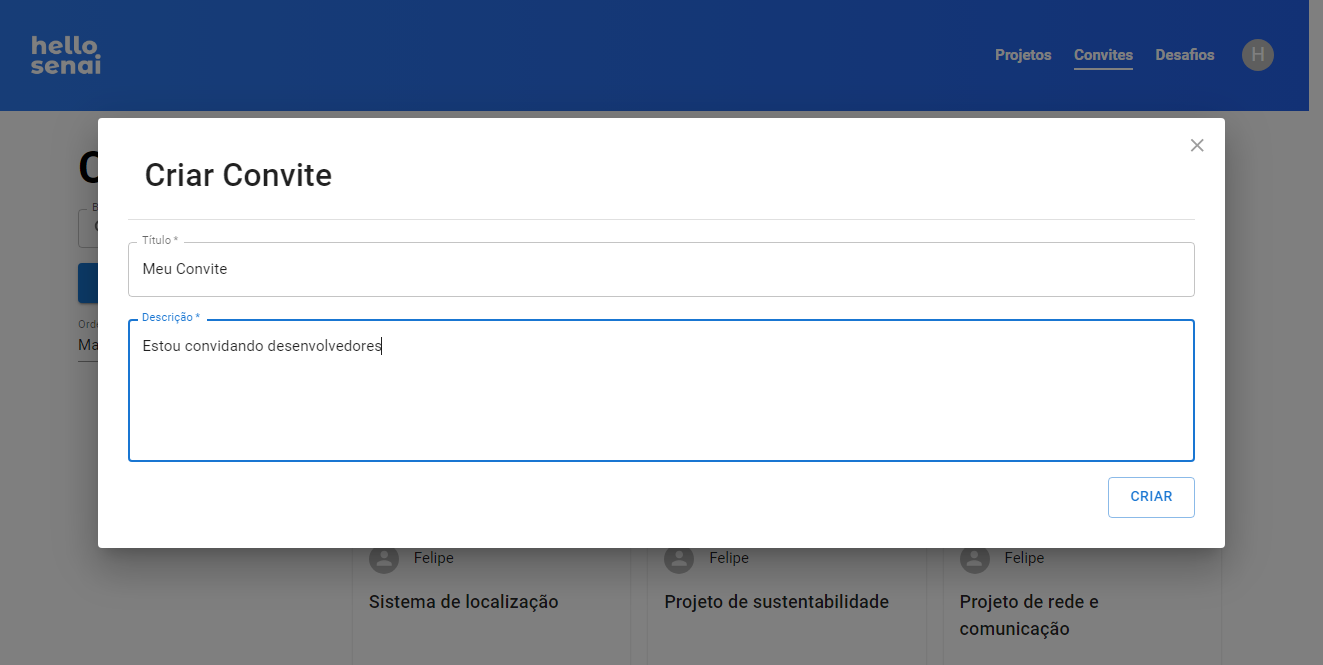 hello
senai
Projetos
Convites
Desafios
H
Criar Convite
Título *
Meu Convite
Descrição *
Estou convidando desenvolvedores
CRIAR
Felipe
Felipe
Felipe
Sistema de localização
Projeto de sustentabilidade
Projeto de rede e
comunicação